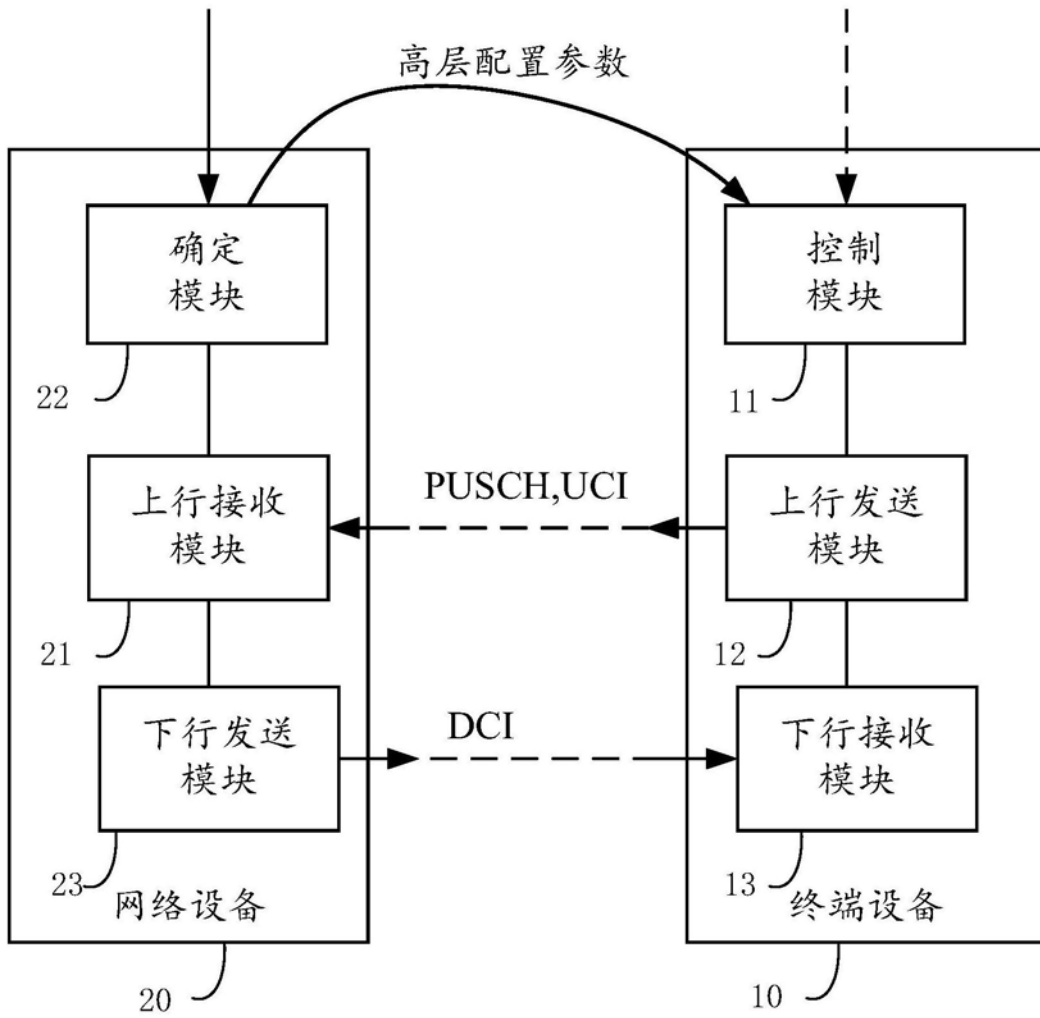 高层配置参数
确定
模块
控制
模块
22
11
PUSCH,UCI
上行接收
模块
上行发送
模块
21
12
DCI
下行发送
模块
下行接收
模块
23
13
网络设备
终端设备
20
10